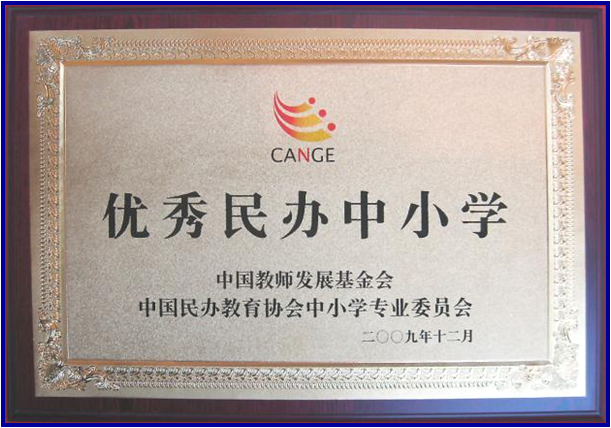 CANGE
优秀民办中小学
中国教师发展基金会
中国民办教育协会中小学专业委员会
二〇〇九年十二月